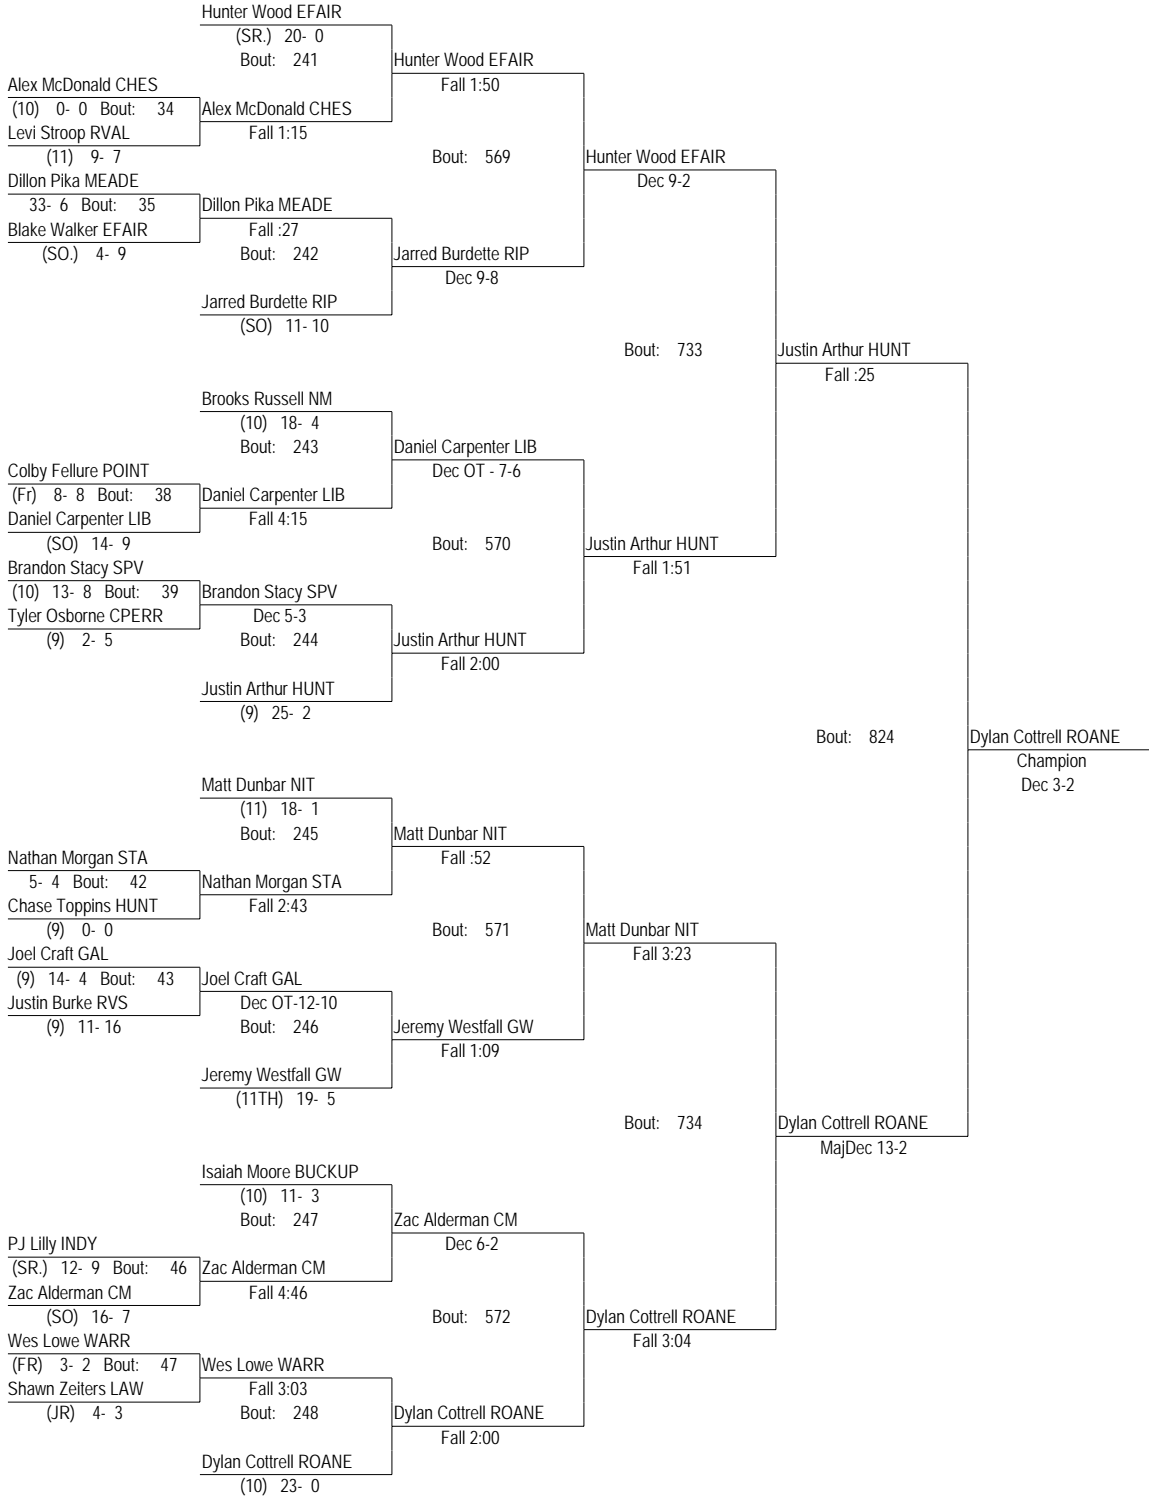 Hunter Wood EFAIR
(SR.) 20- 0
Bout: 241
Hunter Wood EFAIR
Fall 1:50
Alex McDonald CHES
(10) 0- 0 Bout: 34
Alex McDonald CHES
Levi Stroop RVAL
Fall 1:15
(11) 9- 7
Bout: 569
Hunter Wood EFAIR
Dec 9-2
Dillon Pika MEADE
33- 6 Bout: 35
Dillon Pika MEADE
Blake Walker EFAIR
Fall :27
(SO.) 4- 9
Bout: 242
Jarred Burdette RIP
Dec 9-8
Jarred Burdette RIP
(SO) 11- 10
Bout: 733
Justin Arthur HUNT
Fall :25
Brooks Russell NM
(10) 18- 4
Bout: 243
Daniel Carpenter LIB
Dec OT - 7-6
Colby Fellure POINT
(Fr) 8- 8 Bout: 38
Daniel Carpenter LIB
Daniel Carpenter LIB
Fall 4:15
(SO) 14- 9
Bout: 570
Justin Arthur HUNT
Fall 1:51
Brandon Stacy SPV
(10) 13- 8 Bout: 39
Brandon Stacy SPV
Tyler Osborne CPERR
Dec 5-3
(9) 2- 5
Bout: 244
Justin Arthur HUNT
Fall 2:00
Justin Arthur HUNT
(9) 25- 2
Bout: 824
Dylan Cottrell ROANE
Champion
Dec 3-2
Matt Dunbar NIT
(11) 18- 1
Bout: 245
Matt Dunbar NIT
Fall :52
Nathan Morgan STA
5- 4 Bout: 42
Nathan Morgan STA
Chase Toppins HUNT
Fall 2:43
(9) 0- 0
Bout: 571
Matt Dunbar NIT
Fall 3:23
Joel Craft GAL
(9) 14- 4 Bout: 43
Joel Craft GAL
Justin Burke RVS
Dec OT-12-10
(9) 11- 16
Bout: 246
Jeremy Westfall GW
Fall 1:09
Jeremy Westfall GW
(11TH) 19- 5
Bout: 734
Dylan Cottrell ROANE
MajDec 13-2
Isaiah Moore BUCKUP
(10) 11- 3
Bout: 247
Zac Alderman CM
Dec 6-2
PJ Lilly INDY
(SR.) 12- 9 Bout: 46
Zac Alderman CM
Zac Alderman CM
Fall 4:46
(SO) 16- 7
Bout: 572
Dylan Cottrell ROANE
Fall 3:04
Wes Lowe WARR
(FR) 3- 2 Bout: 47
Wes Lowe WARR
Shawn Zeiters LAW
Fall 3:03
(JR) 4- 3
Bout: 248
Dylan Cottrell ROANE
Fall 2:00
Dylan Cottrell ROANE
(10) 23- 0